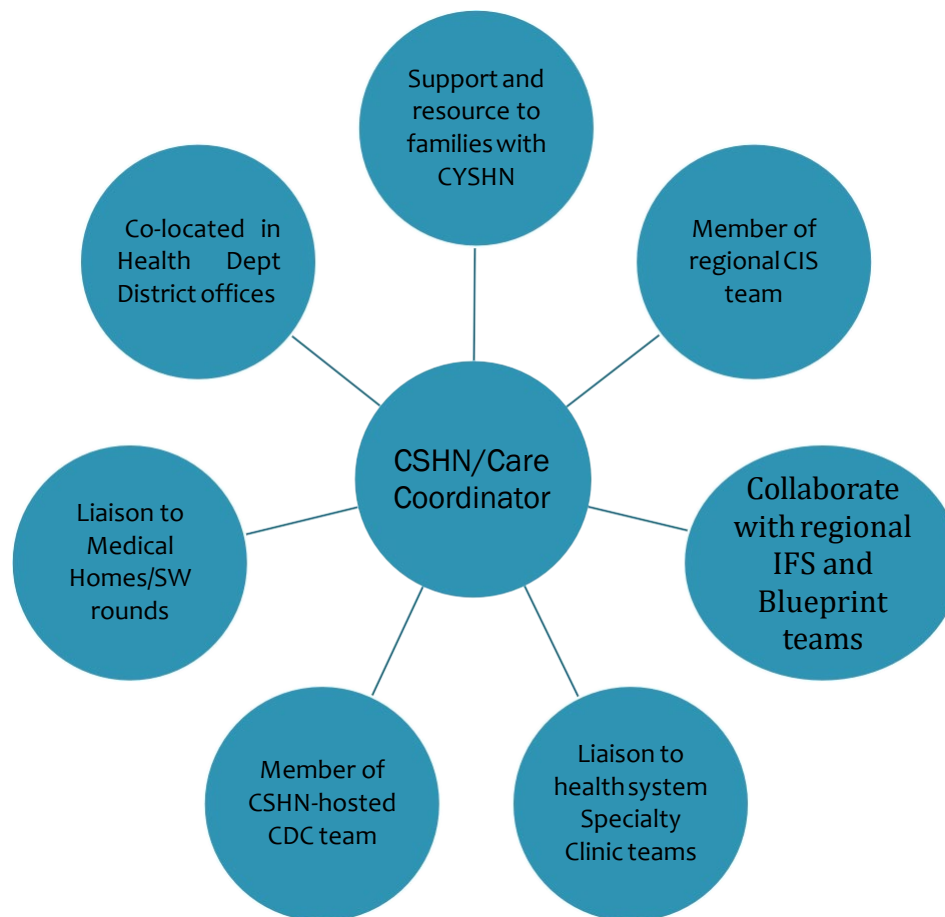 Support and
resource to
families with
CYSHN
Co-located in
Health Dept
District offices
Member of
regional CIS
team
CSHN/Care
Coordinator
Liaison to
Medical
Homes/SW
rounds
Collaborate
with regional
IFS and
Blueprint
teams
Member of
CSHN-hosted
CDC team
Liaison to
health system
Specialty
Clinic teams